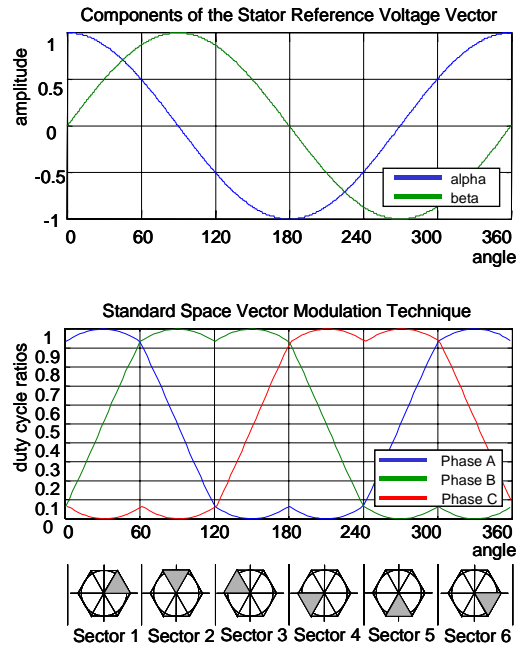 Components of the Stator Reference Voltage Vector
amplitude
1
0.5
0
-0.5
-1
alpha
beta
0 60 120 180 240 300 360
angle
Standard Space Vector Modulation Technique
duty cycle ratios
1
0.9
0.8
0.7
0.6
0.5
0.4
0.3
0.2
0.1
0
Phase A
Phase B
Phase C
0 60 120 180 240 300 360
angle
Sector 1 Sector 2 Sector 3 Sector 4 Sector 5 Sector 6